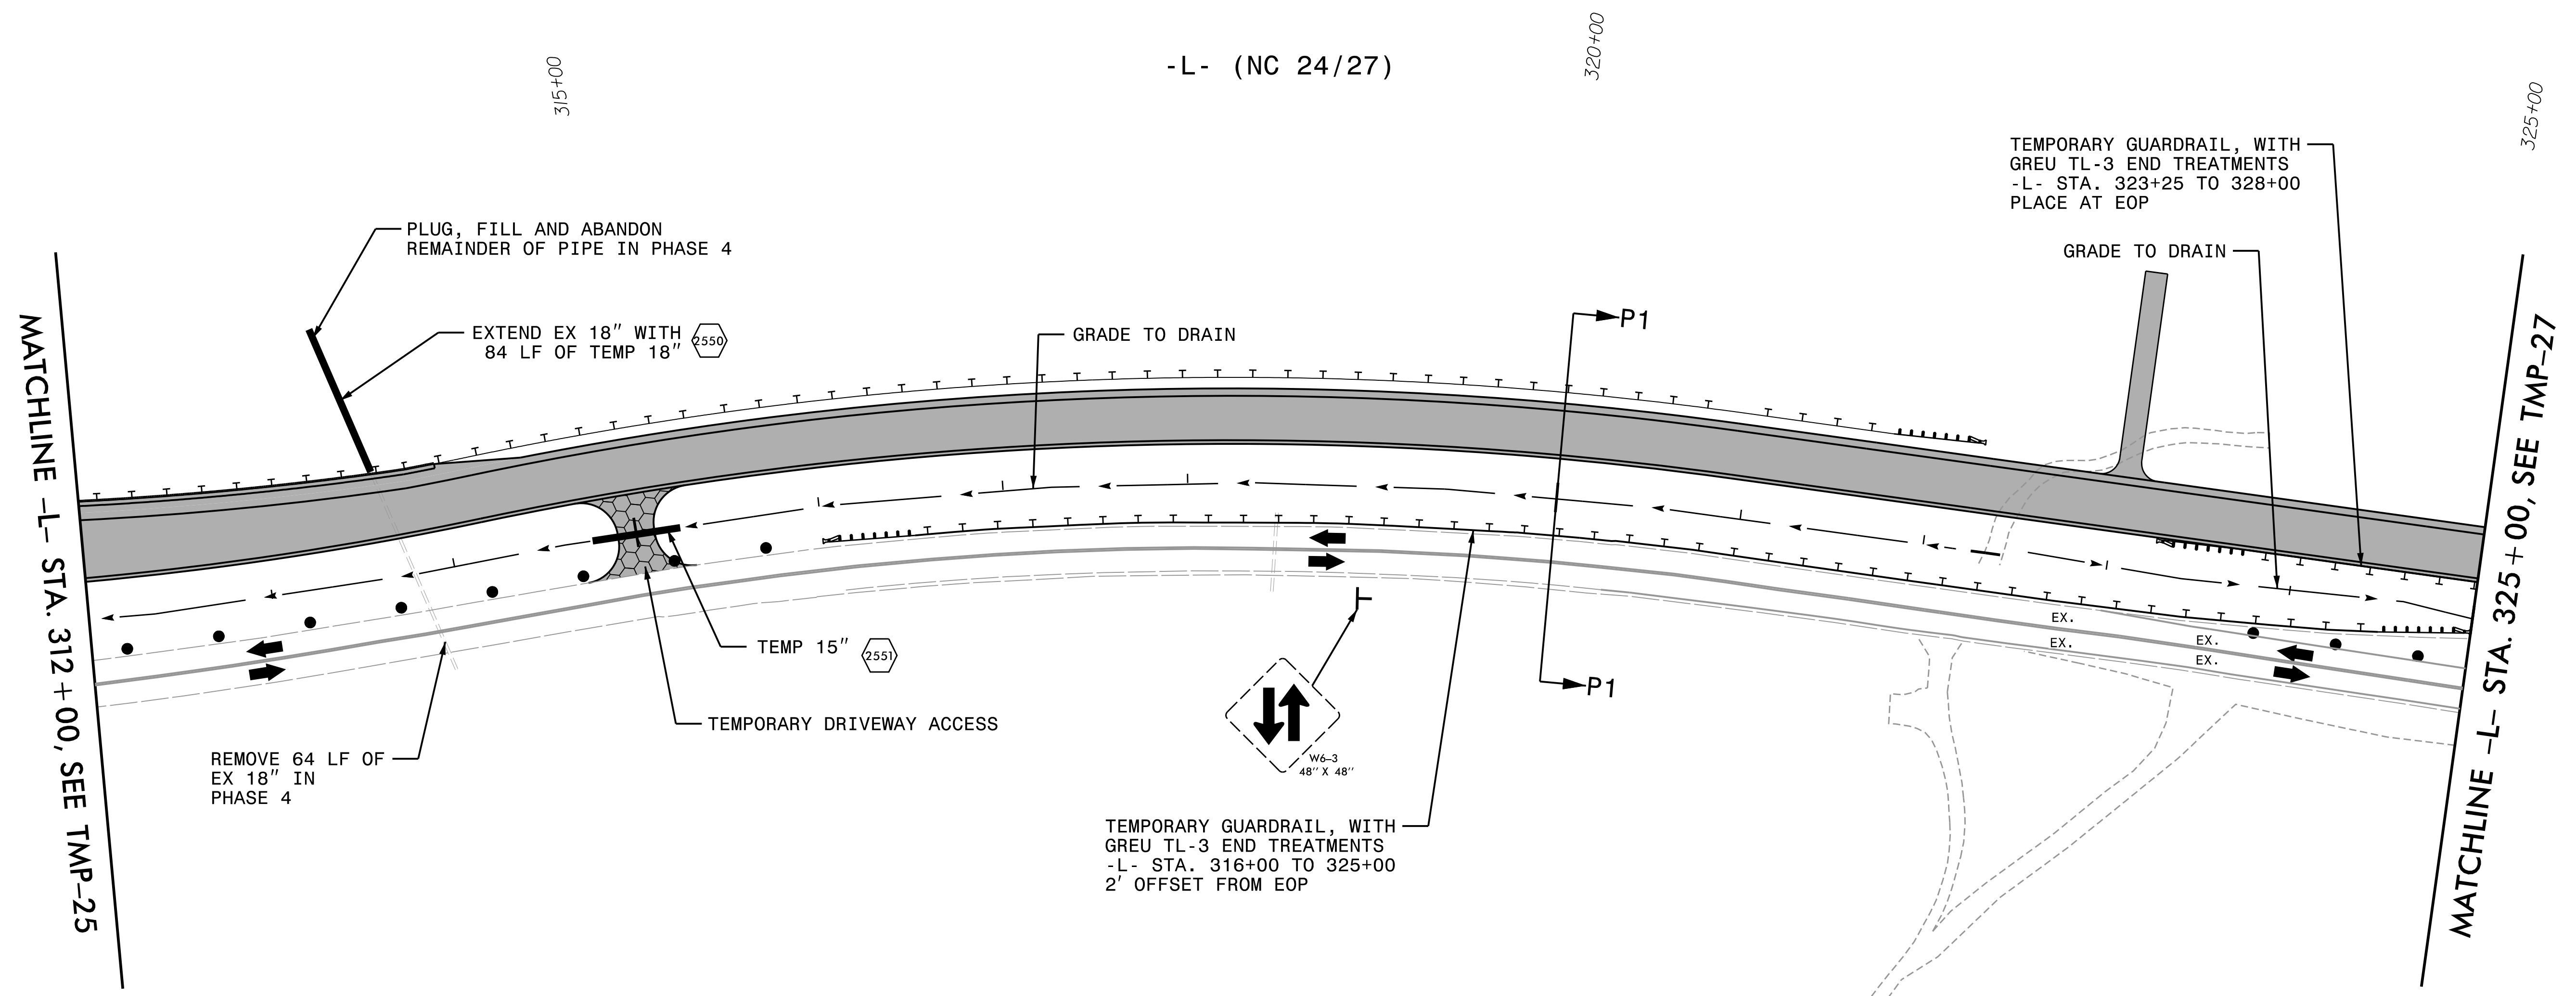 -L- (NC 24/27)
315+00
320+00
325+00
TEMPORARY GUARDRAIL, WITH
GREU TL-3 END TREATMENTS
-L- STA. 323+25 TO 328+00
PLACE AT EOP
GRADE TO DRAIN
PLUG, FILL AND ABANDON
REMAINDER OF PIPE IN PHASE 4
EXTEND EX 18" WITH
84 LF OF TEMP 18"
2550
GRADE TO DRAIN
P1
MATCHLINE -L- STA. 312+00, SEE TMP-25
MATCHLINE -L- STA. 325+00, SEE TMP-27
EX.
EX.
EX.
EX.
TEMP 15"
2551
P1
TEMPORARY DRIVEWAY ACCESS
W6-3
48" X 48"
REMOVE 64 LF OF
EX 18" IN
PHASE 4
TEMPORARY GUARDRAIL, WITH
GREU TL-3 END TREATMENTS
-L- STA. 316+00 TO 325+00
2' OFFSET FROM EOP